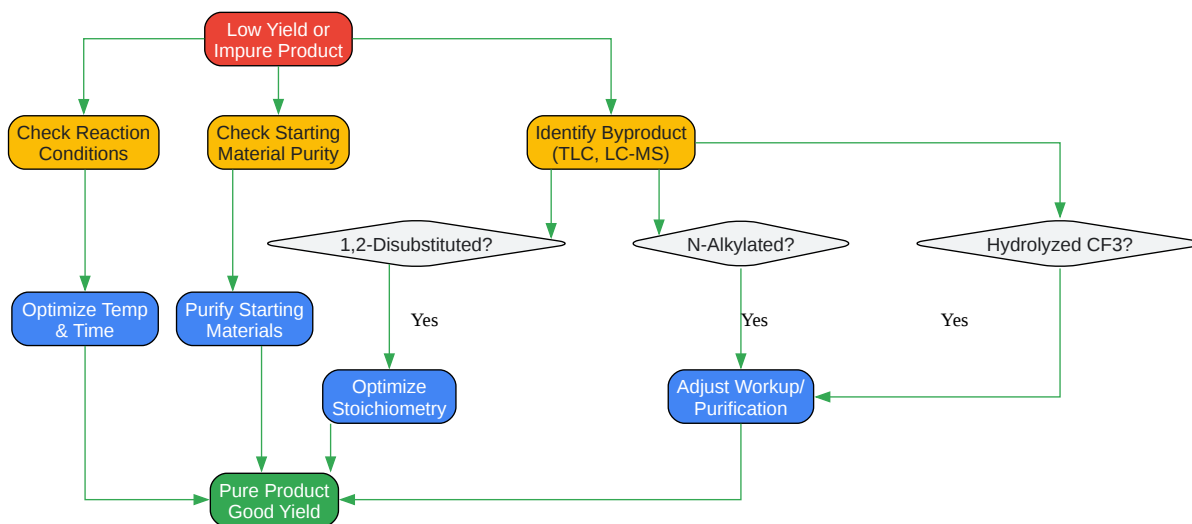 Low Yield or
Impure Product
Check Reaction
Conditions
Check Starting
Material Purity
Identify Byproduct
(TLC, LC-MS)
1,2-Disubstituted?
N-Alkylated?
Hydrolyzed CF3?
Optimize Temp
& Time
Purify Starting
Materials
Yes
Yes
Yes
Optimize
Stoichiometry
Adjust Workup/
Purification
Pure Product
Good Yield